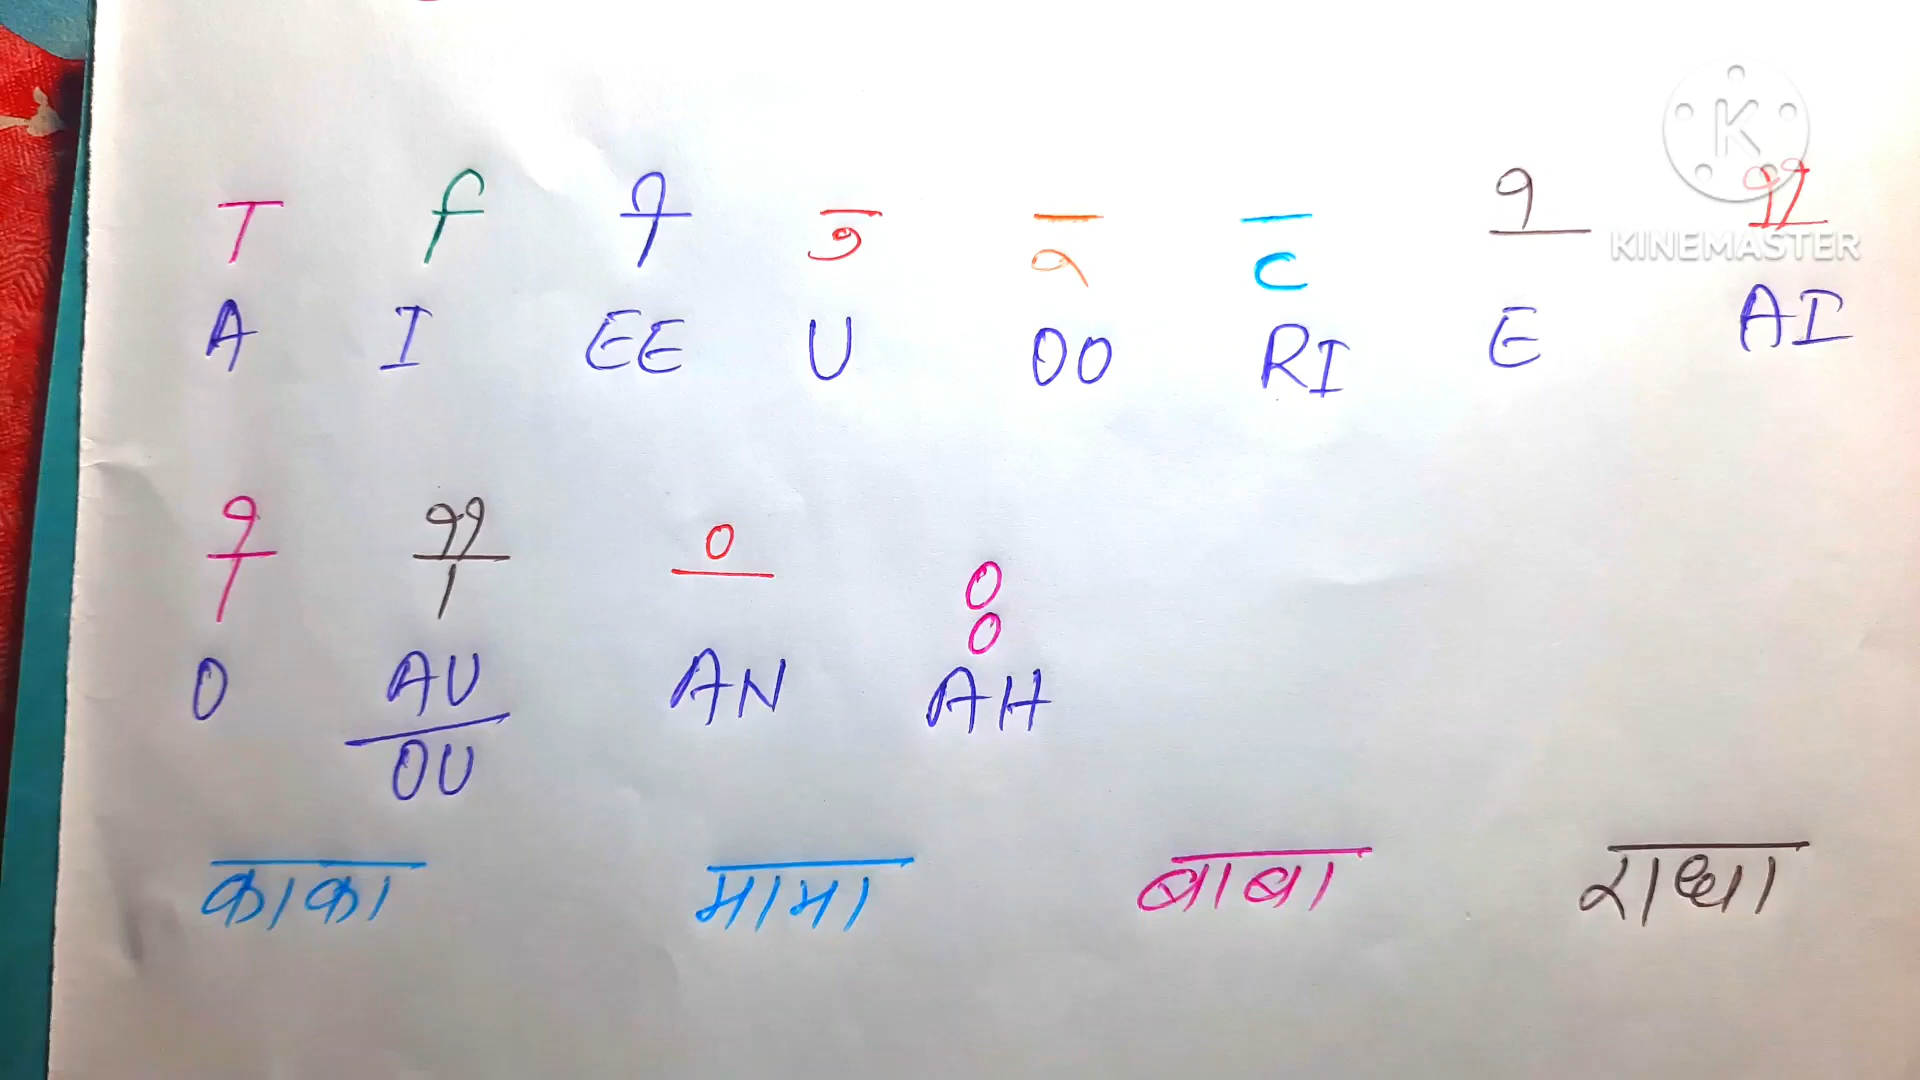 ा ि ी ु ू ृ े ै
A I EE U OO RI E AI
ो ौ ं ः
O AU AN AH
OU
काका मामा बाबा राधा
K
KINEMASTER